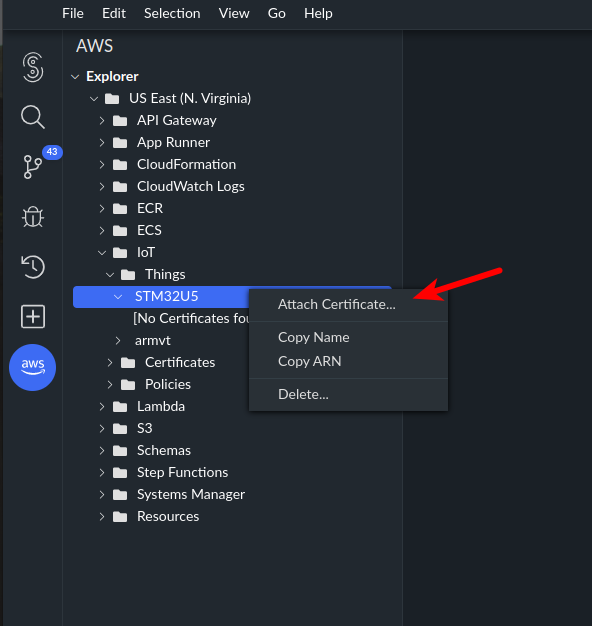 File Edit Selection View Go Help
AWS
Explorer
US East (N. Virginia)
API Gateway
App Runner
CloudFormation
CloudWatch Logs
43
ECR
ECS
IoT
Things
STM32U5
Attach Certificate...
[No Certificates fou
Copy Name
armvt
Copy ARN
aws
Certificates
Policies
Delete...
Lambda
S3
Schemas
Step Functions
Systems Manager
Resources